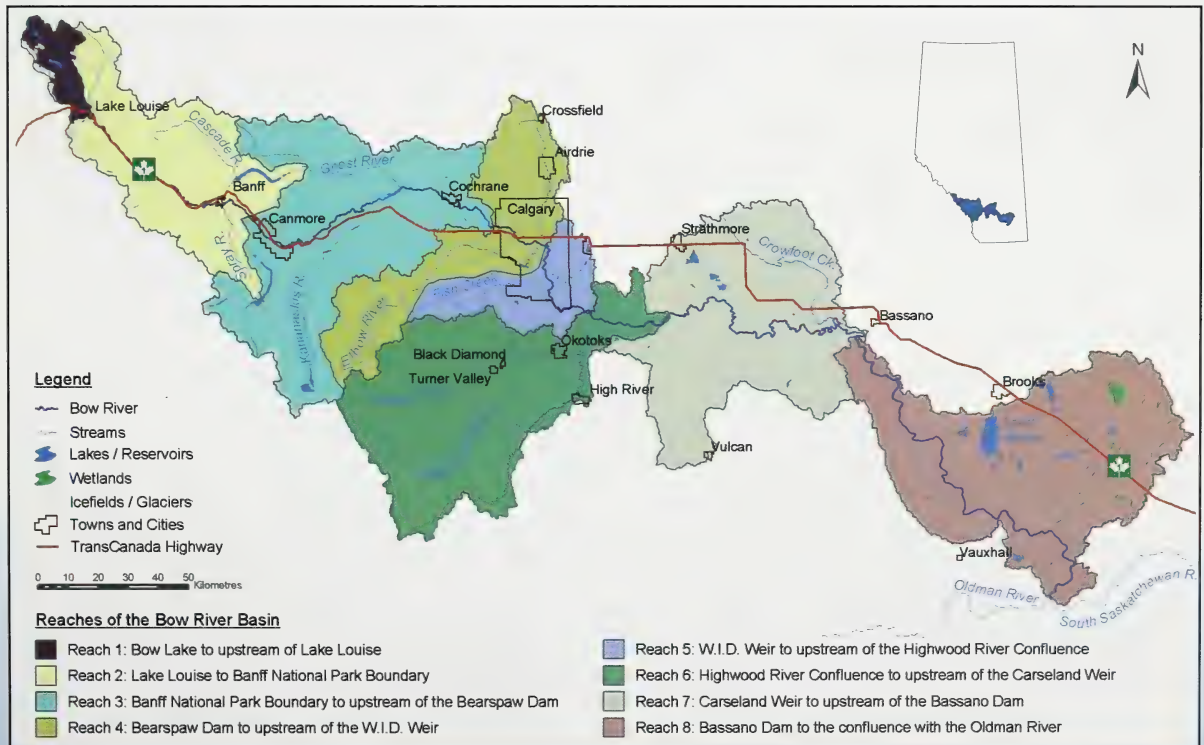 N
Lake Louise
Cascade R.
Ghost River
Crossfield
Airdrie
Banff
Cochrane
Canmore
Calgary
Strathmore
Spray R.
Crowfoot Ck.
Kananaskis R.
Elbow River
Fish Creek
Bassano
Okotoks
Black Diamond
Turner Valley
High River
Brooks
Vulcan
Vauxhall
Oldman River
South Saskatchewan R.
1
1
Legend
Bow River
Streams
Lakes / Reservoirs
Wetlands
Icefields / Glaciers
Towns and Cities
TransCanada Highway
0 10 20 30 40 50
Kilometres
Reaches of the Bow River Basin
Reach 1: Bow Lake to upstream of Lake Louise
Reach 2: Lake Louise to Banff National Park Boundary
Reach 3: Banff National Park Boundary to upstream of the Bearspaw Dam
Reach 4: Bearspaw Dam to upstream of the W.I.D. Weir
Reach 5: W.I.D. Weir to upstream of the Highwood River Confluence
Reach 6: Highwood River Confluence to upstream of the Carseland Weir
Reach 7: Carseland Weir to upstream of the Bassano Dam
Reach 8: Bassano Dam to the confluence with the Oldman River